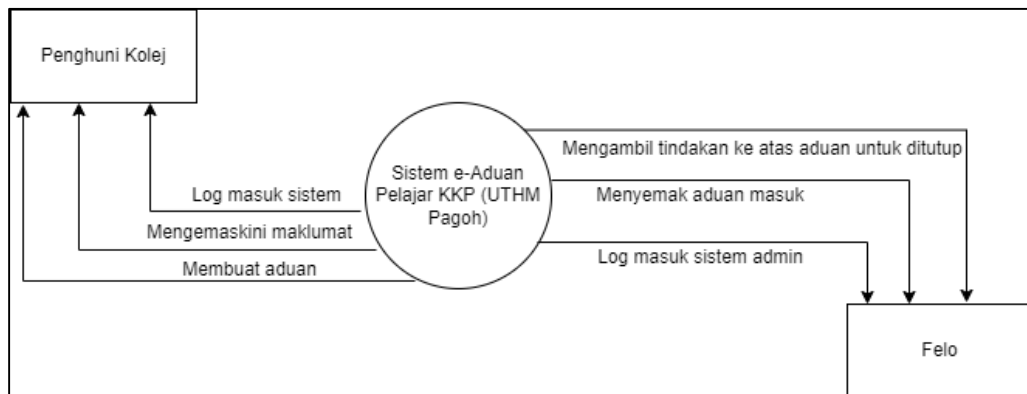 Penghuni Kolej
Sistem e-Aduan
Pelajar KKP (UTHM
Pagoh)
Log masuk sistem
Mengemaskini maklumat
Membuat aduan
Mengambil tindakan ke atas aduan untuk ditutup
Menyemak aduan masuk
Log masuk sistem admin
Felo